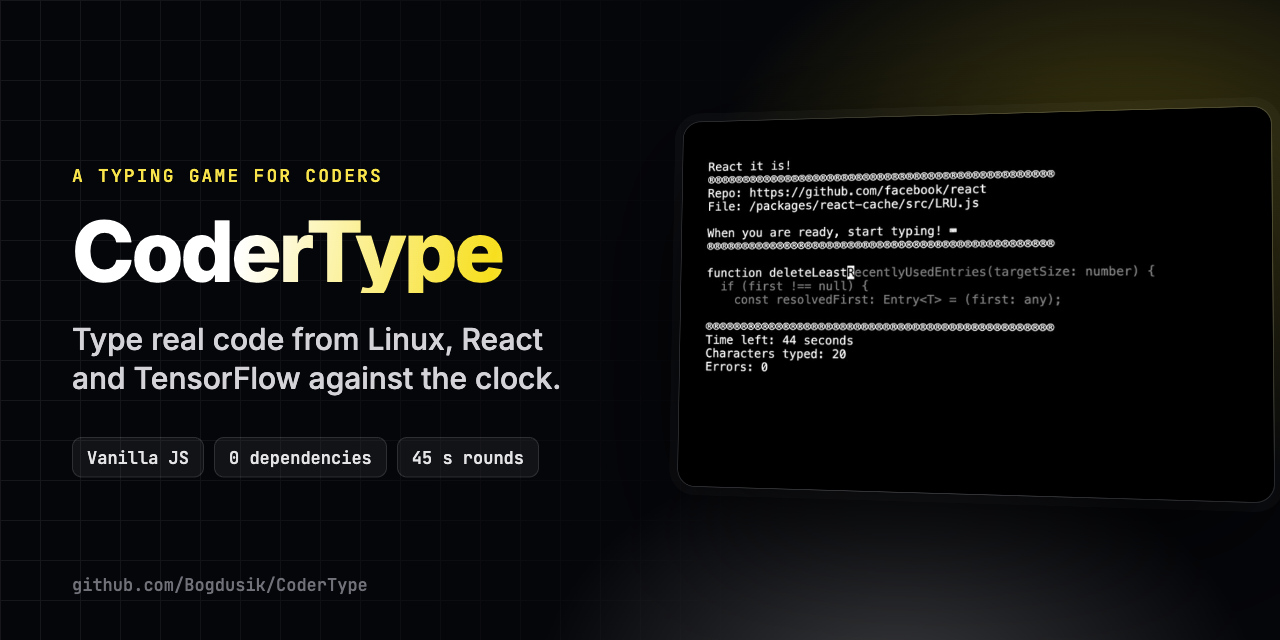 A TYPING GAME FOR CODERS
CoderType
Type real code from Linux, React
and TensorFlow against the clock.
Vanilla JS
0 dependencies
45 s rounds
github.com/Bogdusik/CoderType
React it is!
®®®®®®®®®®®®®®®®®®®®®®®®®®®®®®®®®®®®®®®®®®®®®®®®®®
Repo: https://github.com/facebook/react
File: /packages/react-cache/src/LRU.js
When you are ready, start typing!
®®®®®®®®®®®®®®®®®®®®®®®®®®®®®®®®®®®®®®®®®®®®®®®®®®
function deleteLeastRecentlyUsedEntries(targetSize: number) {
if (first !== null) {
const resolvedFirst: Entry<T> = (first: any);
®®®®®®®®®®®®®®®®®®®®®®®®®®®®®®®®®®®®®®®®®®®®®®®®®®
Time left: 44 seconds
Characters typed: 20
Errors: 0